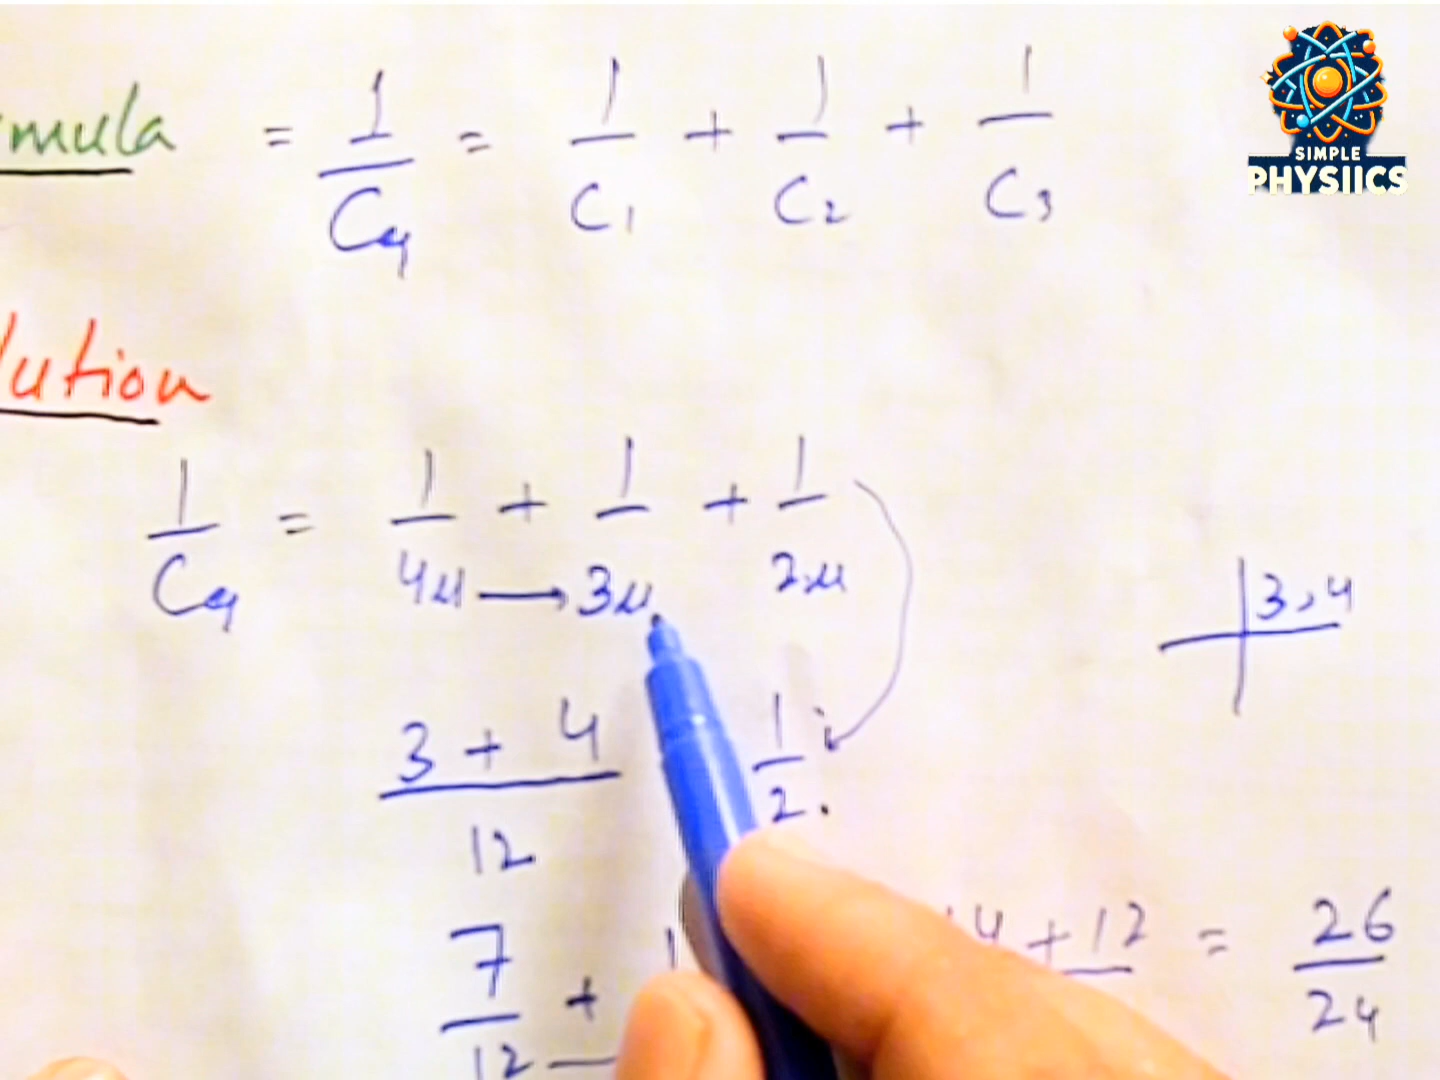 SIMPLE
PHYSIICS
mula = 1/Cq = 1/C1 + 1/C2 + 1/C3
lution
1/Cq = 1/4μ + 1/3μ + 1/2μ
3,4
3 + 4 / 12
1/2
7/12 +
4 + 12 = 26/24